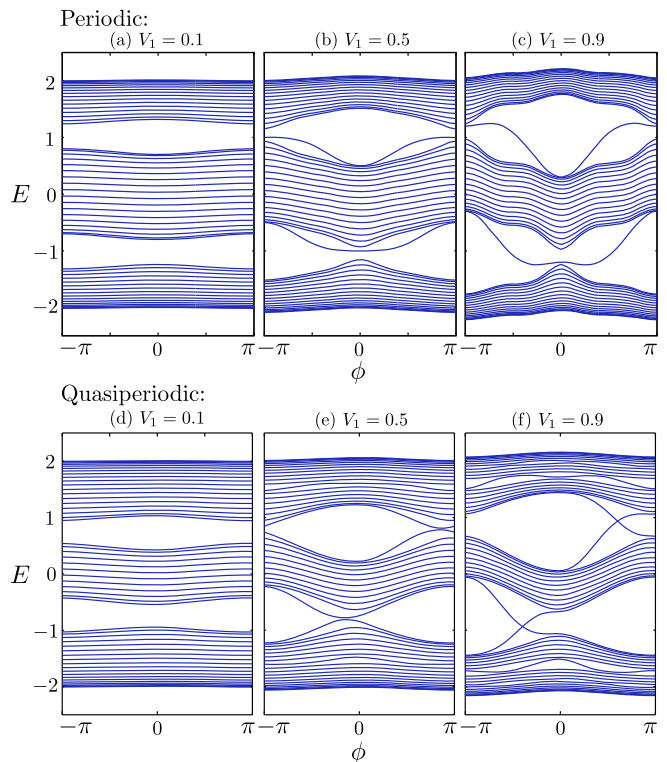 Periodic:
(a) V₁ = 0.1 (b) V₁ = 0.5 (c) V₁ = 0.9
2
1
E 0
−1
−2
−π 0 π −π 0 π −π 0 π
ϕ
Quasiperiodic:
(d) V₁ = 0.1 (e) V₁ = 0.5 (f) V₁ = 0.9
2
1
E 0
−1
−2
−π 0 π −π 0 π −π 0 π
ϕ